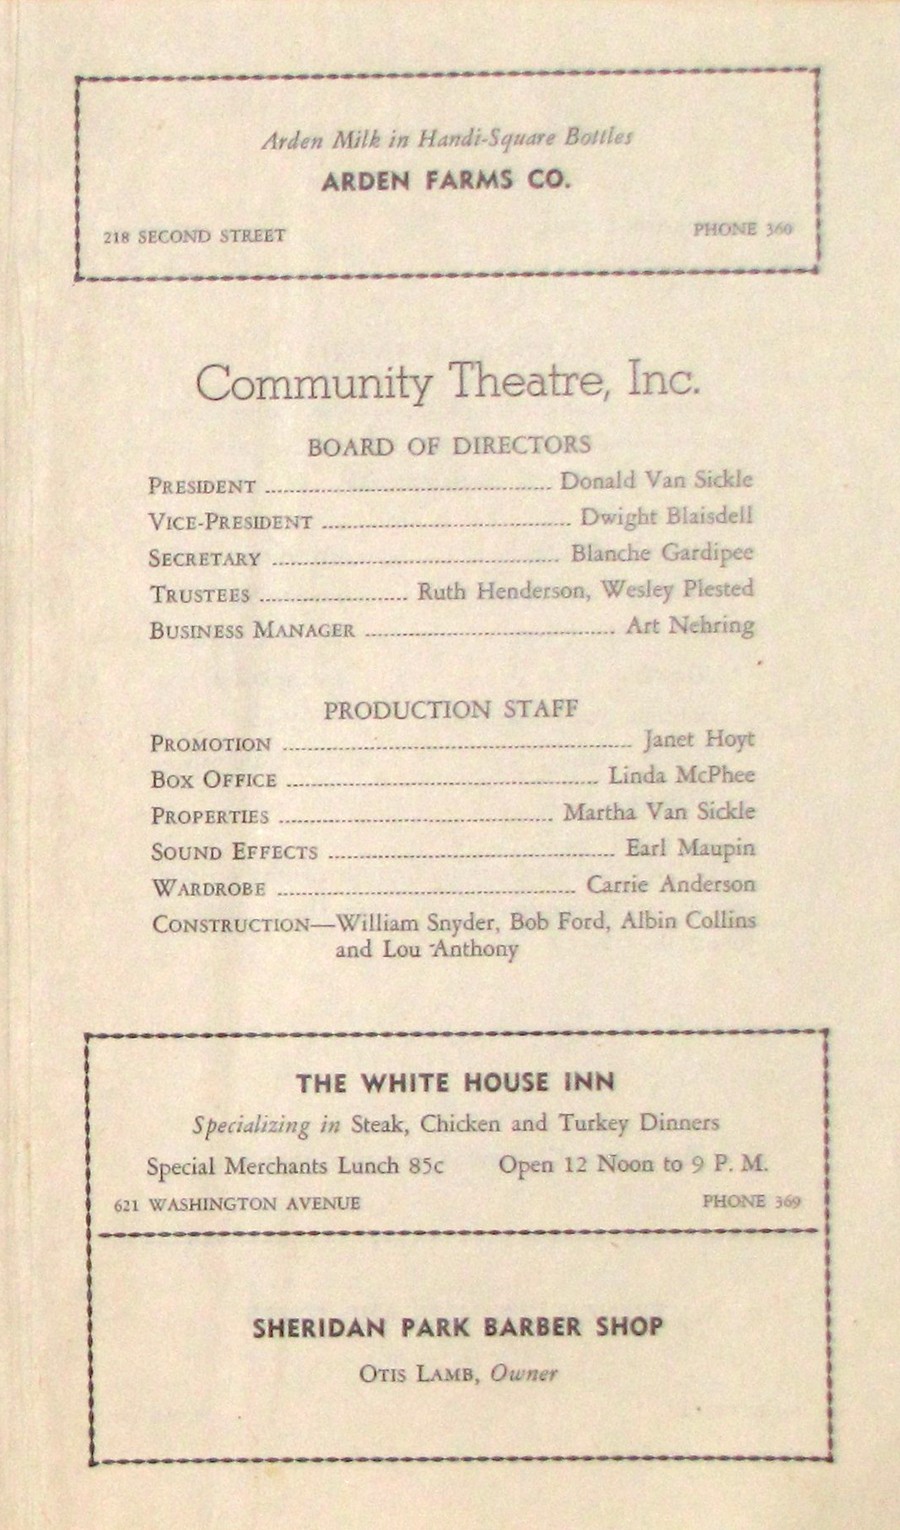 Arden Milk in Handi-Square Bottles
ARDEN FARMS CO.
218 SECOND STREET PHONE 360
Community Theatre, Inc.
BOARD OF DIRECTORS
PRESIDENT ........................ Donald Van Sickle
VICE-PRESIDENT ........................ Dwight Blaisdell
SECRETARY ........................ Blanche Gardipee
TRUSTEES ........................ Ruth Henderson, Wesley Plested
BUSINESS MANAGER ........................ Art Nehring
PRODUCTION STAFF
PROMOTION ........................ Janet Hoyt
BOX OFFICE ........................ Linda McPhee
PROPERTIES ........................ Martha Van Sickle
SOUND EFFECTS ........................ Earl Maupin
WARDROBE ........................ Carrie Anderson
CONSTRUCTION—William Snyder, Bob Ford, Albin Collins
and Lou Anthony
THE WHITE HOUSE INN
Specializing in Steak, Chicken and Turkey Dinners
Special Merchants Lunch 85c Open 12 Noon to 9 P. M.
621 WASHINGTON AVENUE PHONE 369
SHERIDAN PARK BARBER SHOP
OTIS LAMB, Owner